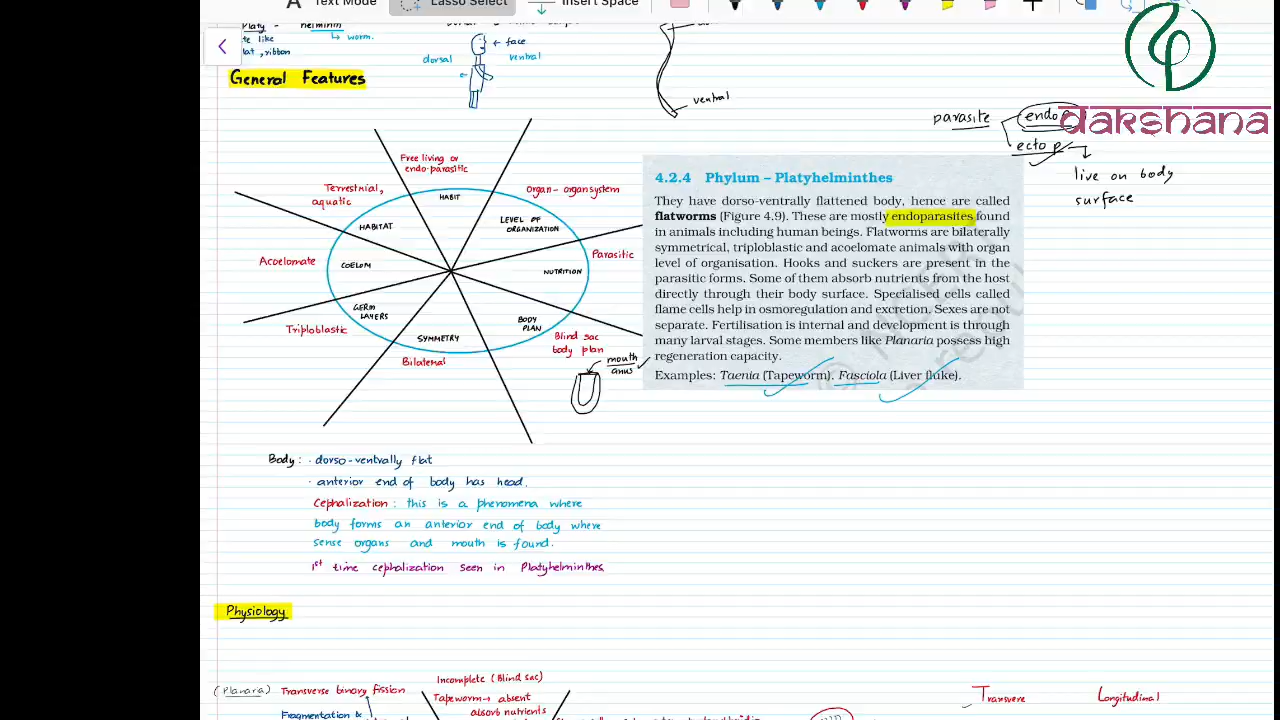 Text Mode
Lasso Select
Insert Space
Platy - helminth
worm.
ribbon
face
dorsal
ventral
General Features
ventral
parasite
endo p
ecto p
live on body
surface
dakshana
Free living or
endo-parasitic
Terrestrial,
aquatic
HABIT
Organ-organ system
HABITAT
LEVEL OF
ORGANIZATION
Acoelomate
COELOM
NUTRITION
Parasitic
GERM
LAYERS
Triploblastic
BODY
PLAN
SYMMETRY
Bilateral
Blind sac
body plan
mouth
anus
4.2.4 Phylum – Platyhelminthes
They have dorso-ventrally flattened body, hence are called
flatworms (Figure 4.9). These are mostly endoparasites found
in animals including human beings. Flatworms are bilaterally
symmetrical, triploblastic and acoelomate animals with organ
level of organisation. Hooks and suckers are present in the
parasitic forms. Some of them absorb nutrients from the host
directly through their body surface. Specialised cells called
flame cells help in osmoregulation and excretion. Sexes are not
separate. Fertilisation is internal and development is through
many larval stages. Some members like Planaria possess high
regeneration capacity.
Examples: Taenia (Tapeworm), Fasciola (Liver fluke).
Body : · dorso-ventrally flat
· anterior end of body has head.
Cephalization : this is a phenomena where
body forms an anterior end of body where
sense organs and mouth is found.
1st time cephalization seen in Platyhelminthes.
Physiology
(Planaria) Transverse binary fission
Fragmentation &
Incomplete (Blind sac)
Tapeworm → absent
absorb nutrients
Transvere
Longitudinal